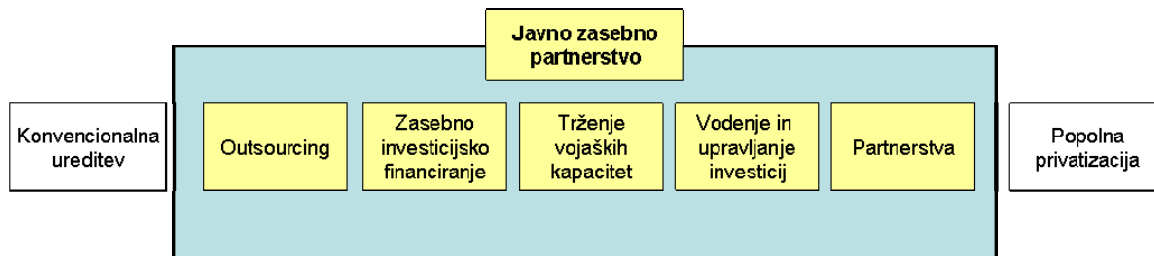 Javno zasebno
partnerstvo
Konvencionalna
ureditev
Outsourcing
Zasebno
investicijsko
financiranje
Trženje
vojaških
kapacitet
Vodenje in
upravljanje
investicij
Partnerstva
Popolna
privatizacija